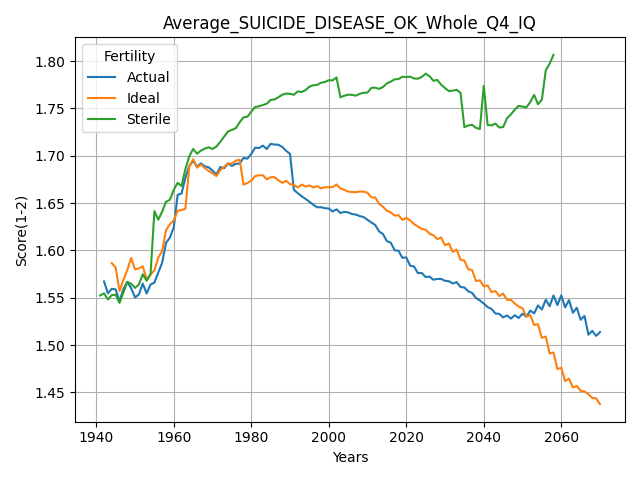 Average_SUICIDE_DISEASE_OK_Whole_Q4_IQ
Fertility
Actual
Ideal
Sterile
Score(1-2)
1.80
1.75
1.70
1.65
1.60
1.55
1.50
1.45
1940
1960
1980
2000
2020
2040
2060
Years